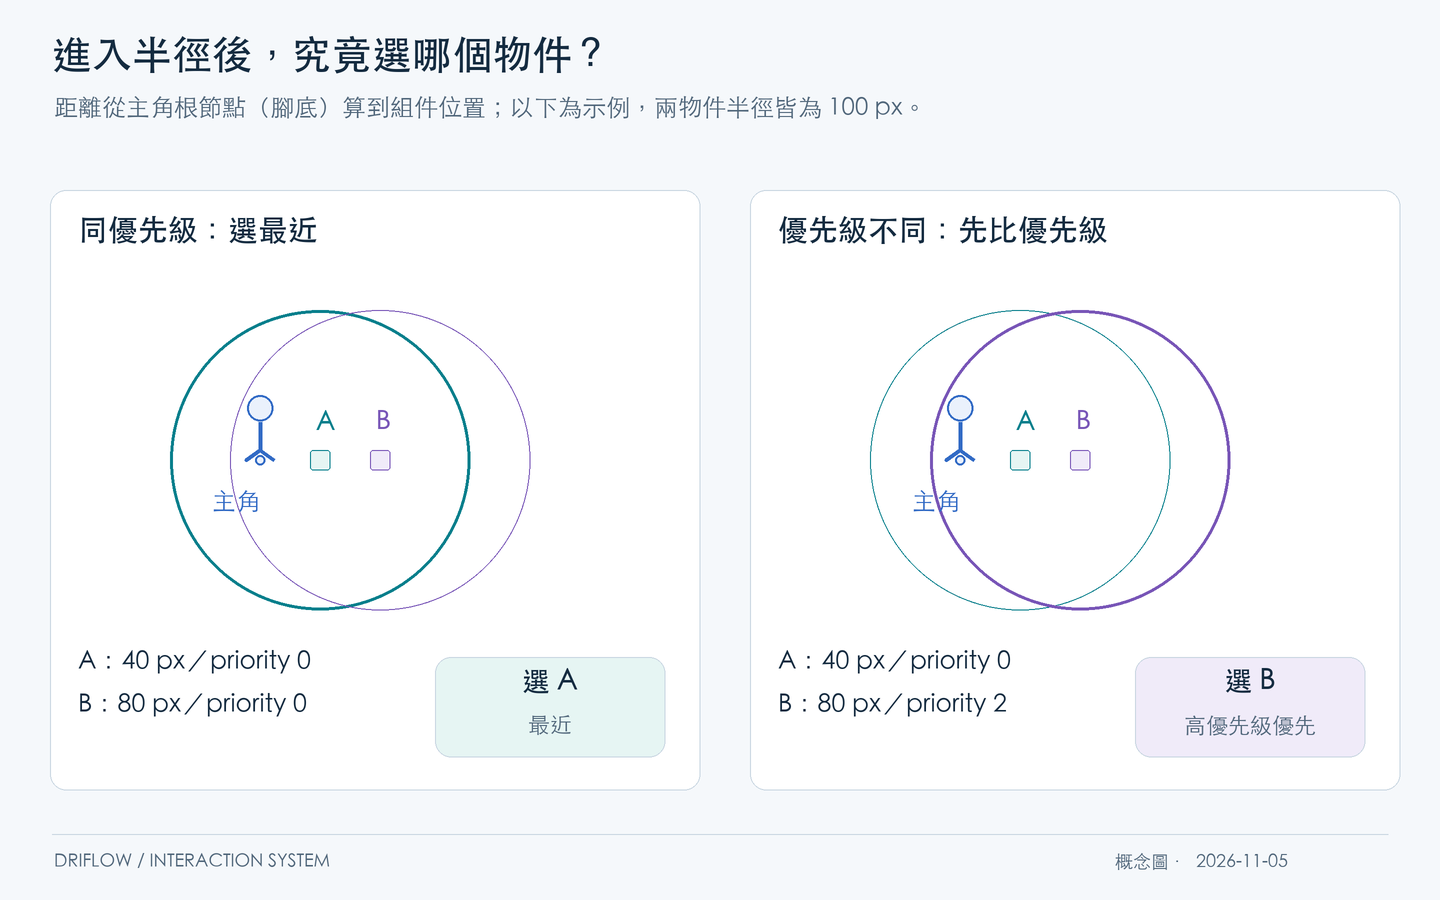 進入半徑後，究竟選哪個物件？
距離從主角根節點（腳底）算到組件位置；以下為示例，兩物件半徑皆為 100 px。
同優先級：選最近
A
B
主角
A：40 px／priority 0
B：80 px／priority 0
選 A
最近
優先級不同：先比優先級
A
B
主角
A：40 px／priority 0
B：80 px／priority 2
選 B
高優先級優先
DRIFLOW / INTERACTION SYSTEM
概念圖 · 2026-11-05